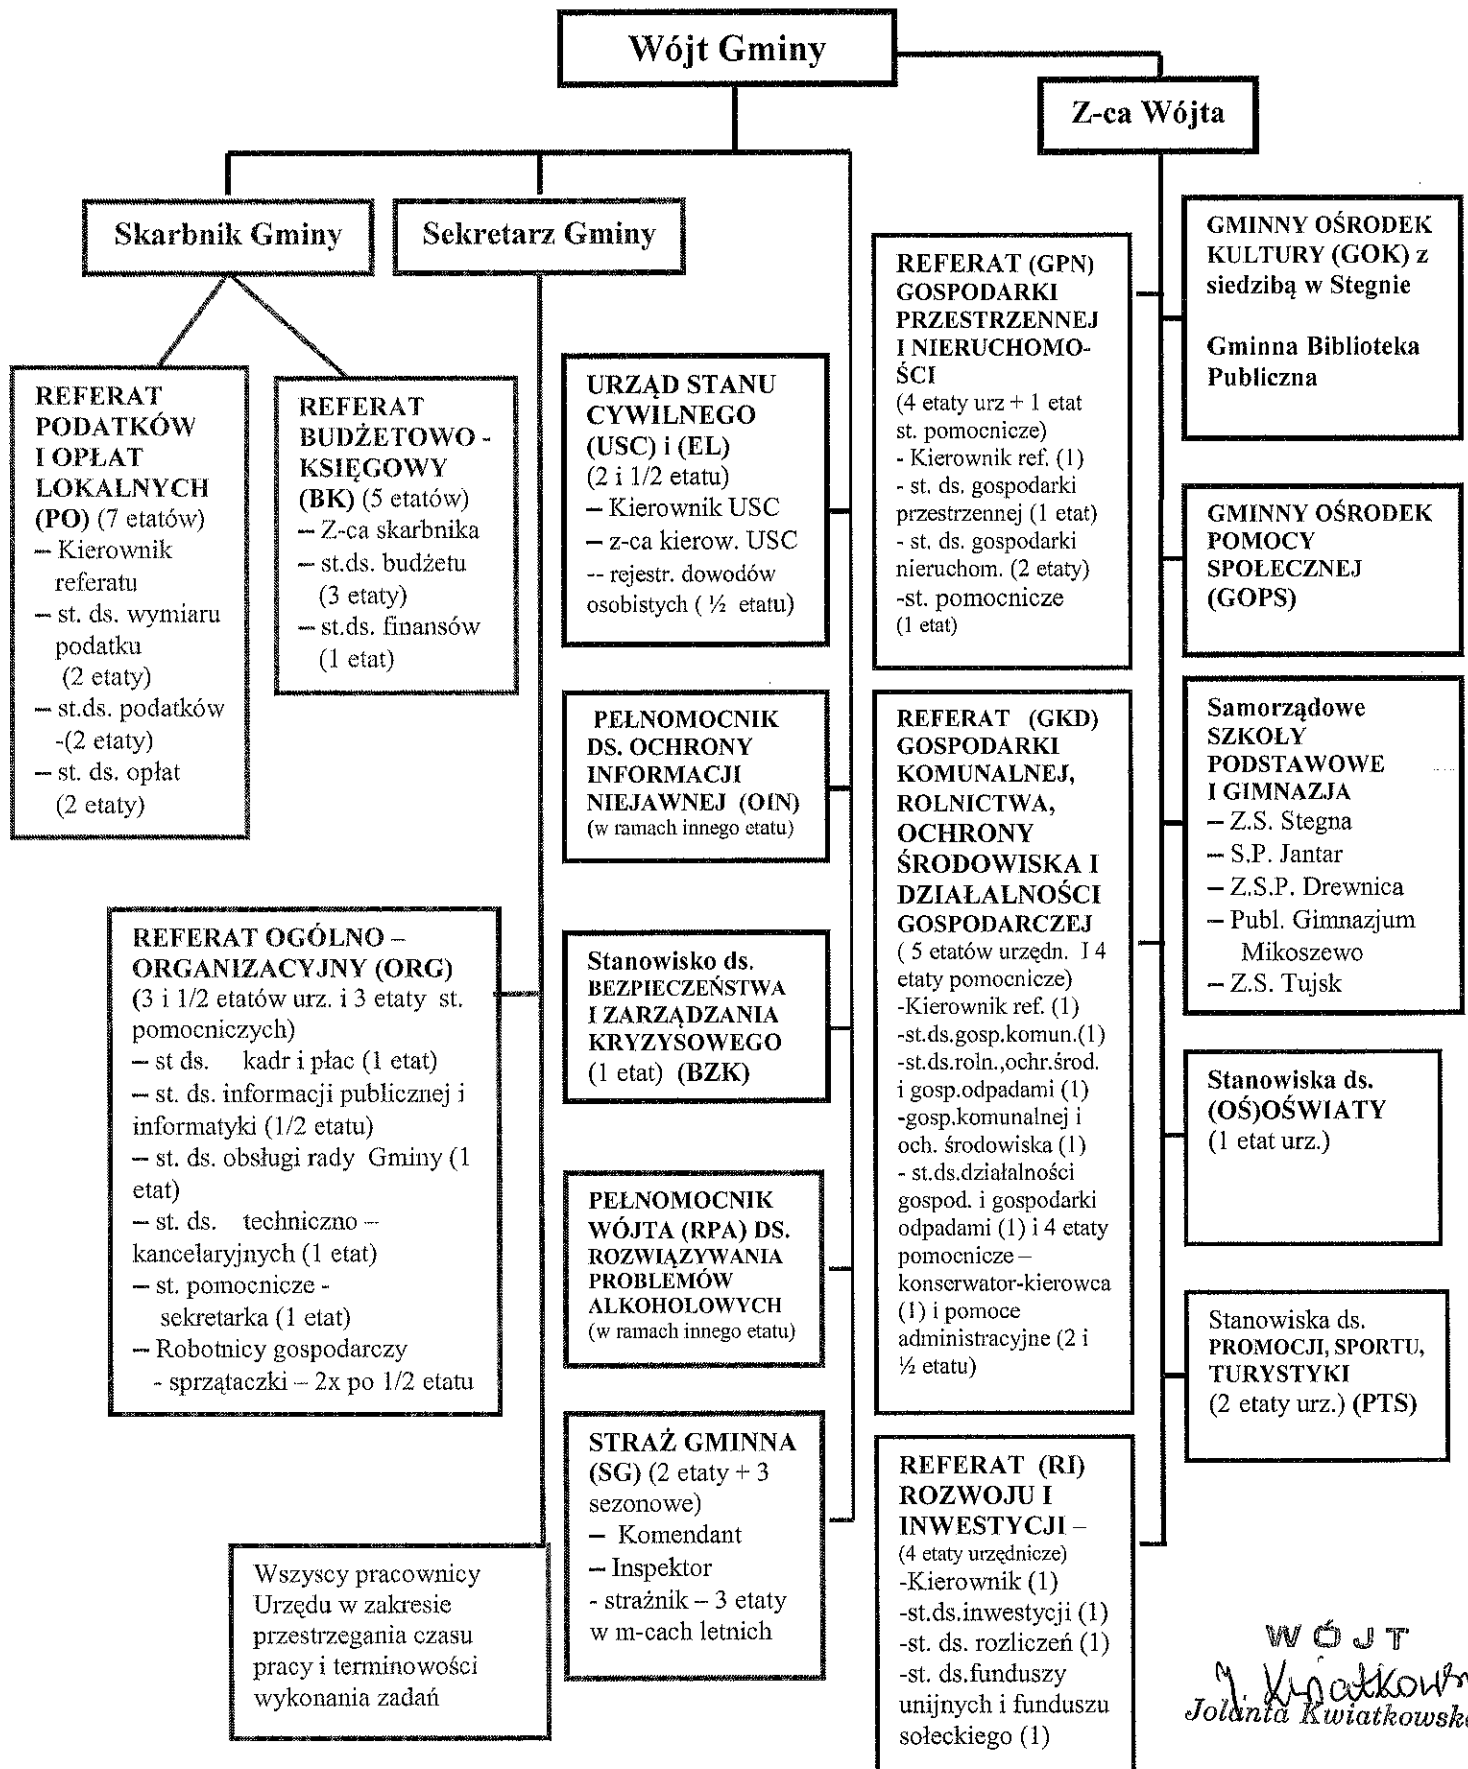 Wójt Gminy
Z-ca Wójta
Skarbnik Gminy
Sekretarz Gminy
REFERAT
PODATKÓW
I OPŁAT
LOKALNYCH
(PO) (7 etatów)
– Kierownik
referatu
– st. ds. wymiaru
podatku
(2 etaty)
– st.ds. podatków
-(2 etaty)
– st. ds. opłat
(2 etaty)
REFERAT
BUDŻETOWO -
KSIĘGOWY
(BK) (5 etatów)
– Z-ca skarbnika
– st.ds. budżetu
(3 etaty)
– st.ds. finansów
(1 etat)
REFERAT OGÓLNO –
ORGANIZACYJNY (ORG)
(3 i 1/2 etatów urz. i 3 etaty st.
pomocniczych)
– st ds. kadr i płac (1 etat)
– st. ds. informacji publicznej i
informatyki (1/2 etatu)
– st. ds. obsługi rady Gminy (1
etat)
– st. ds. techniczno –
kancelaryjnych (1 etat)
– st. pomocnicze -
sekretarka (1 etat)
– Robotnicy gospodarczy
- sprzątaczki – 2x po 1/2 etatu
Wszyscy pracownicy
Urzędu w zakresie
przestrzegania czasu
pracy i terminowości
wykonania zadań
URZĄD STANU
CYWILNEGO
(USC) i (EL)
(2 i 1/2 etatu)
– Kierownik USC
– z-ca kierow. USC
-- rejestr. dowodów
osobistych ( ½ etatu)
PEŁNOMOCNIK
DS. OCHRONY
INFORMACJI
NIEJAWNEJ (OIN)
(w ramach innego etatu)
Stanowisko ds.
BEZPIECZEŃSTWA
I ZARZĄDZANIA
KRYZYSOWEGO
(1 etat) (BZK)
PEŁNOMOCNIK
WÓJTA (RPA) DS.
ROZWIĄZYWANIA
PROBLEMÓW
ALKOHOLOWYCH
(w ramach innego etatu)
STRAŻ GMINNA
(SG) (2 etaty + 3
sezonowe)
– Komendant
– Inspektor
- strażnik – 3 etaty
w m-cach letnich
REFERAT (GPN)
GOSPODARKI
PRZESTRZENNEJ
I NIERUCHOMO-
ŚCI
(4 etaty urz + 1 etat
st. pomocnicze)
- Kierownik ref. (1)
- st. ds. gospodarki
przestrzennej (1 etat)
- st. ds. gospodarki
nieruchom. (2 etaty)
-st. pomocnicze
(1 etat)
REFERAT (GKD)
GOSPODARKI
KOMUNALNEJ,
ROLNICTWA,
OCHRONY
ŚRODOWISKA I
DZIAŁALNOŚCI
GOSPODARCZEJ
( 5 etatów urzędn. I 4
etaty pomocnicze)
-Kierownik ref. (1)
-st.ds.gosp.komun.(1)
-st.ds.roln.,ochr.środ.
i gosp.odpadami (1)
-gosp.komunalnej i
och. środowiska (1)
- st.ds.działalności
gospod. i gospodarki
odpadami (1) i 4 etaty
pomocnicze –
konserwator-kierowca
(1) i pomoce
administracyjne (2 i
½ etatu)
REFERAT (RI)
ROZWOJU I
INWESTYCJI –
(4 etaty urzędnicze)
-Kierownik (1)
-st.ds.inwestycji (1)
-st. ds. rozliczeń (1)
-st. ds.funduszy
unijnych i funduszu
sołeckiego (1)
GMINNY OŚRODEK
KULTURY (GOK) z
siedzibą w Stegnie
Gminna Biblioteka
Publiczna
GMINNY OŚRODEK
POMOCY
SPOŁECZNEJ
(GOPS)
Samorządowe
SZKOŁY
PODSTAWOWE
I GIMNAZJA
– Z.S. Stegna
– S.P. Jantar
– Z.S.P. Drewnica
– Publ. Gimnazjum
Mikoszewo
– Z.S. Tujsk
Stanowiska ds.
(OŚ)OŚWIATY
(1 etat urz.)
Stanowiska ds.
PROMOCJI, SPORTU,
TURYSTYKI
(2 etaty urz.) (PTS)
WÓJT
J. Kwiatkows
Jolanta Kwiatkowska